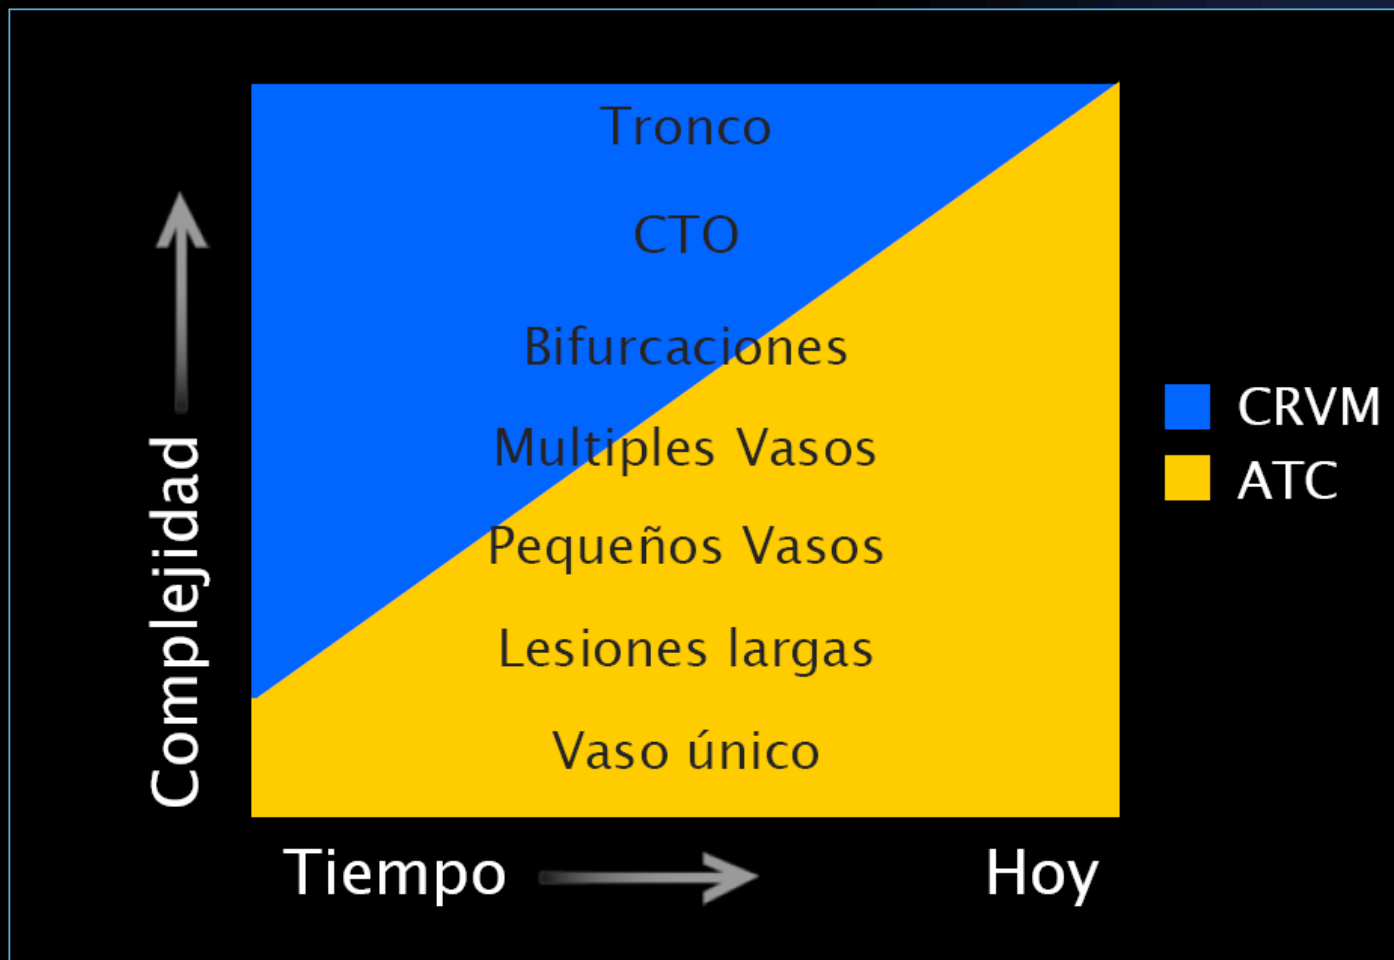 Tronco
CTO
Bifurcaciones
Multiples Vasos
Pequeños Vasos
Lesiones largas
Vaso único
Complejidad
Tiempo
Hoy
CRVM
ATC